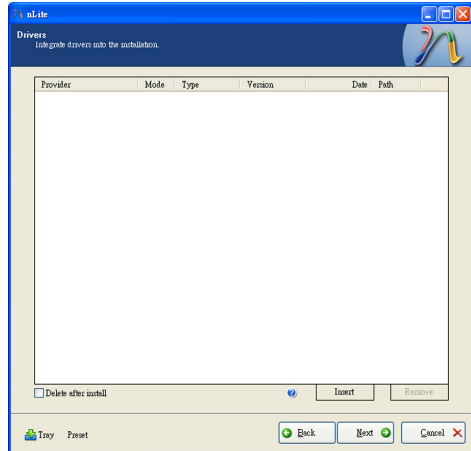 nLite
Drivers
Integrate drivers into the installation.
Provider Mode Type Version Date Path
Delete after install
Insert Remove
Tray Preset
Back Next Cancel